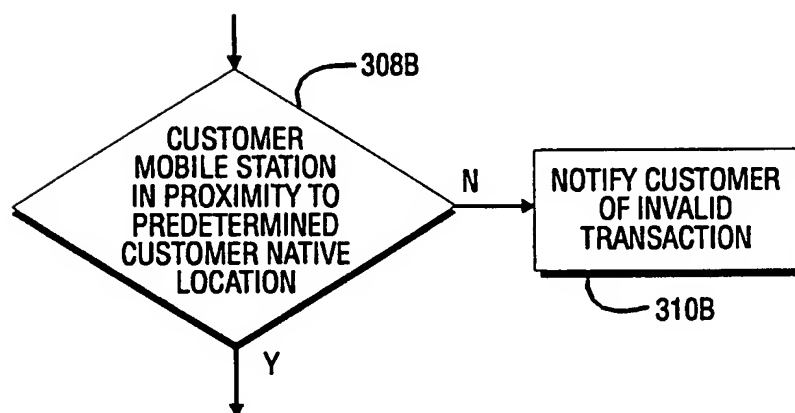 308B
CUSTOMER
MOBILE STATION
IN PROXIMITY TO
PREDETERMINED
CUSTOMER NATIVE
LOCATION
N
NOTIFY CUSTOMER
OF INVALID
TRANSACTION
310B
Y